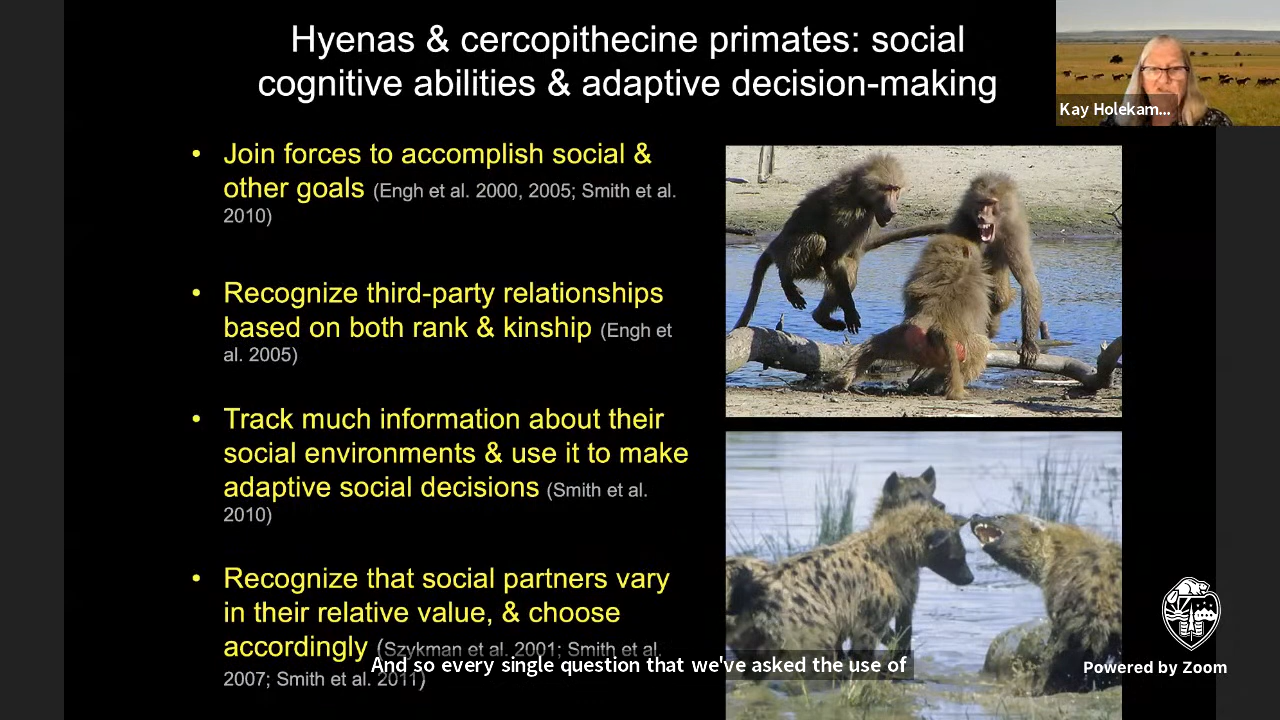 Hyenas & cercopithecine primates: social
cognitive abilities & adaptive decision-making
Kay Holekam...
• Join forces to accomplish social &
other goals (Engh et al. 2000, 2005; Smith et al.
2010)
• Recognize third-party relationships
based on both rank & kinship (Engh et
al. 2005)
• Track much information about their
social environments & use it to make
adaptive social decisions (Smith et al.
2010)
• Recognize that social partners vary
in their relative value, & choose
accordingly (Szykman et al. 2001; Smith et al.
2007; Smith et al. 2011)
And so every single question that we've asked the use of
Powered by Zoom